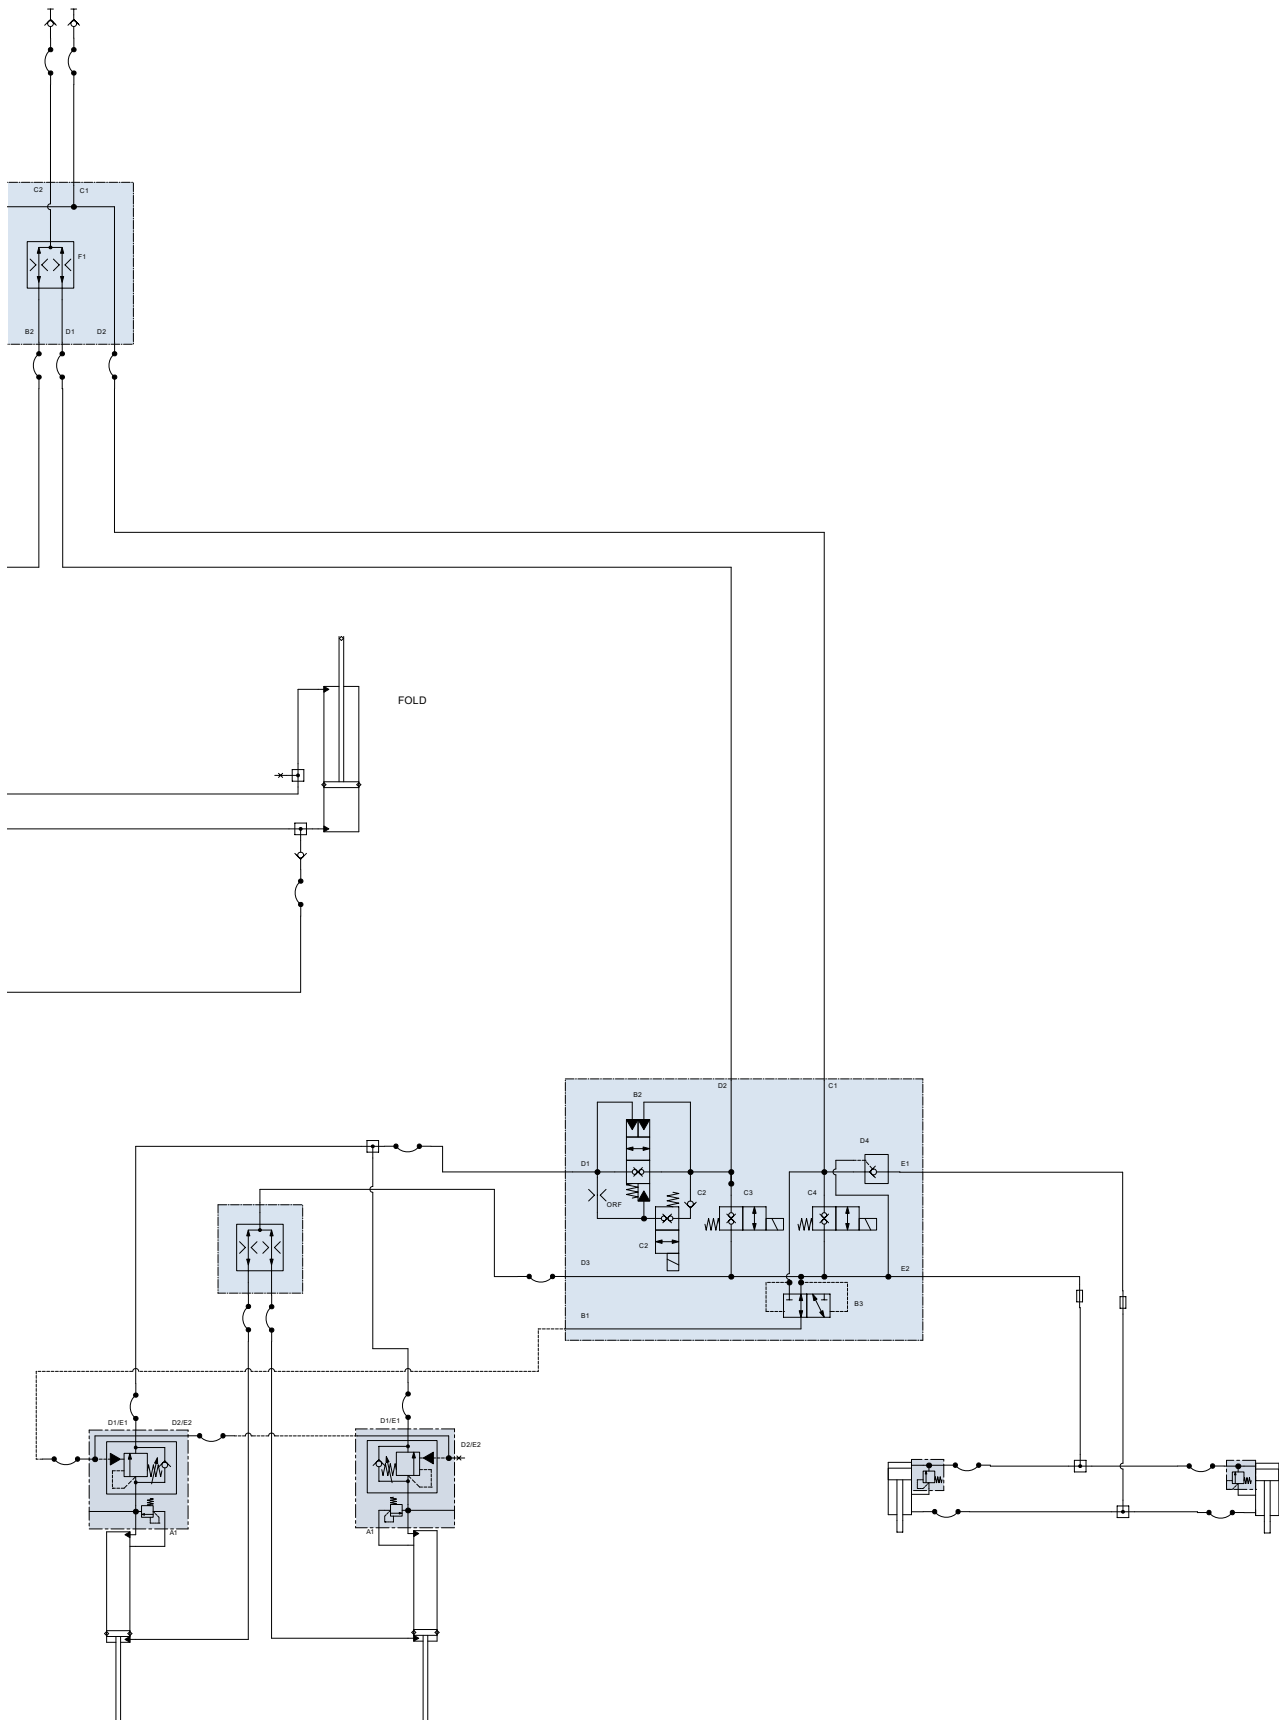 C2 C1
F1
B2 D1 D2
FOLD
D2 C1
B2
D4
D1 E1
C2 C3 C4
ORF
C2
D3 E2
B3
B1
D1/E1 D2/E2 D1/E1
D2/E2
A1 A1